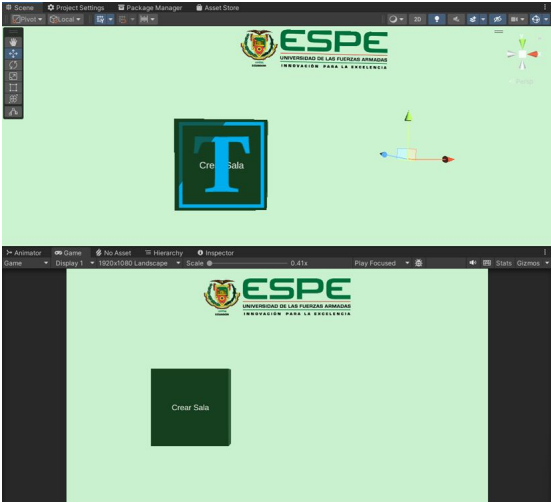 Scene Project Settings Package Manager Asset Store
Pivot Local 2D
ESPE
UNIVERSIDAD DE LAS FUERZAS ARMADAS
INNOVACIÓN PARA LA EXCELENCIA
Persp
Crear Sala
T
Animator Game No Asset Hierarchy Inspector
Game Display 1 1920x1080 Landscape Scale 0.41x Play Focused Stats Gizmos
ESPE
UNIVERSIDAD DE LAS FUERZAS ARMADAS
INNOVACIÓN PARA LA EXCELENCIA
Crear Sala